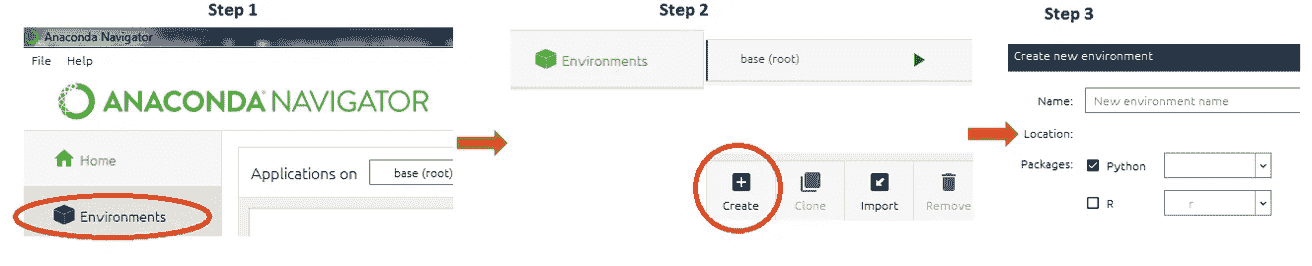 Step 1
Anaconda Navigator
File Help
ANACONDA NAVIGATOR
Home
Applications on base (root)
Environments
Step 2
Environments base (root)
Create Clone Import Remove
Step 3
Create new environment
Name: New environment name
Location:
Packages: Python
R r